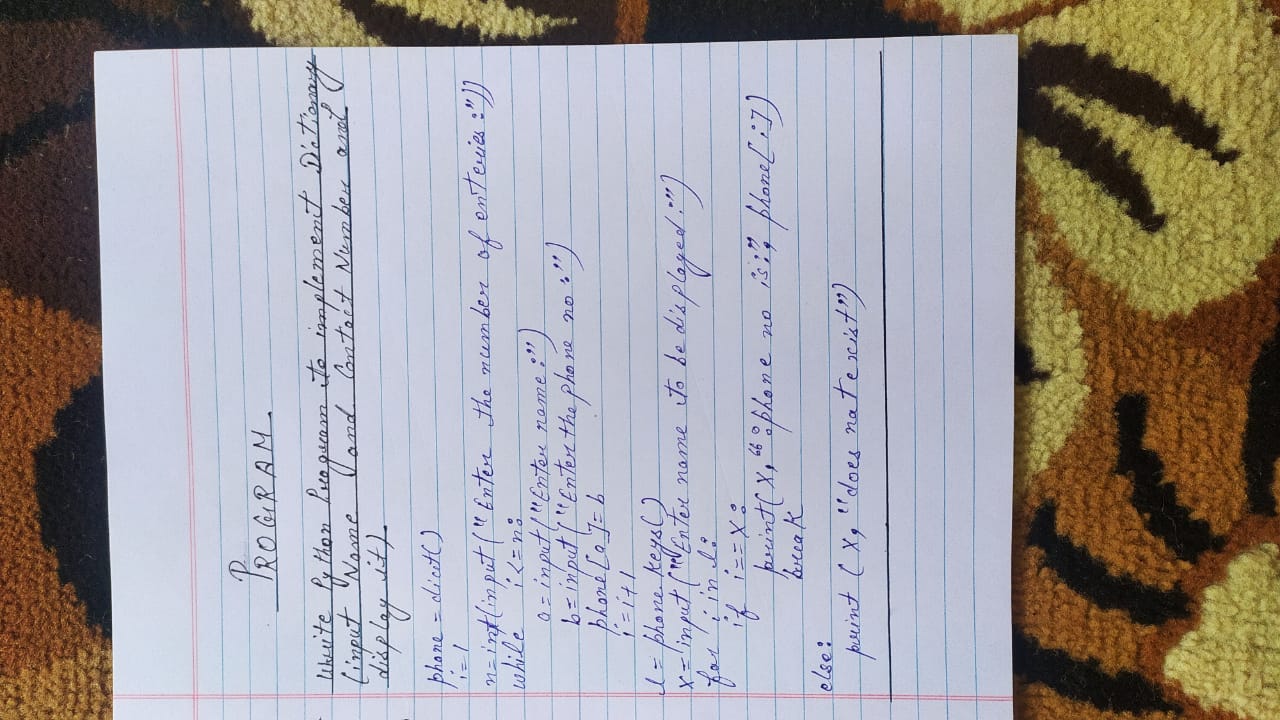 PROGRAM
Write Python Program to implement Dictionary
(input Name and Contact Number and
display it)
phone = dict()
i=1
n=int(input("Enter the number of enteries:"))
while i<=n:
a=input("Enter name:")
b=input("Enter the phone no:")
phone[a]=b
i=i+1
l=phone.keys()
x=input("Enter name to be displayed:")
for i in l:
if i==x:
print(x,":phone no is:", phone[i])
break
else:
print (x, "does not exist")